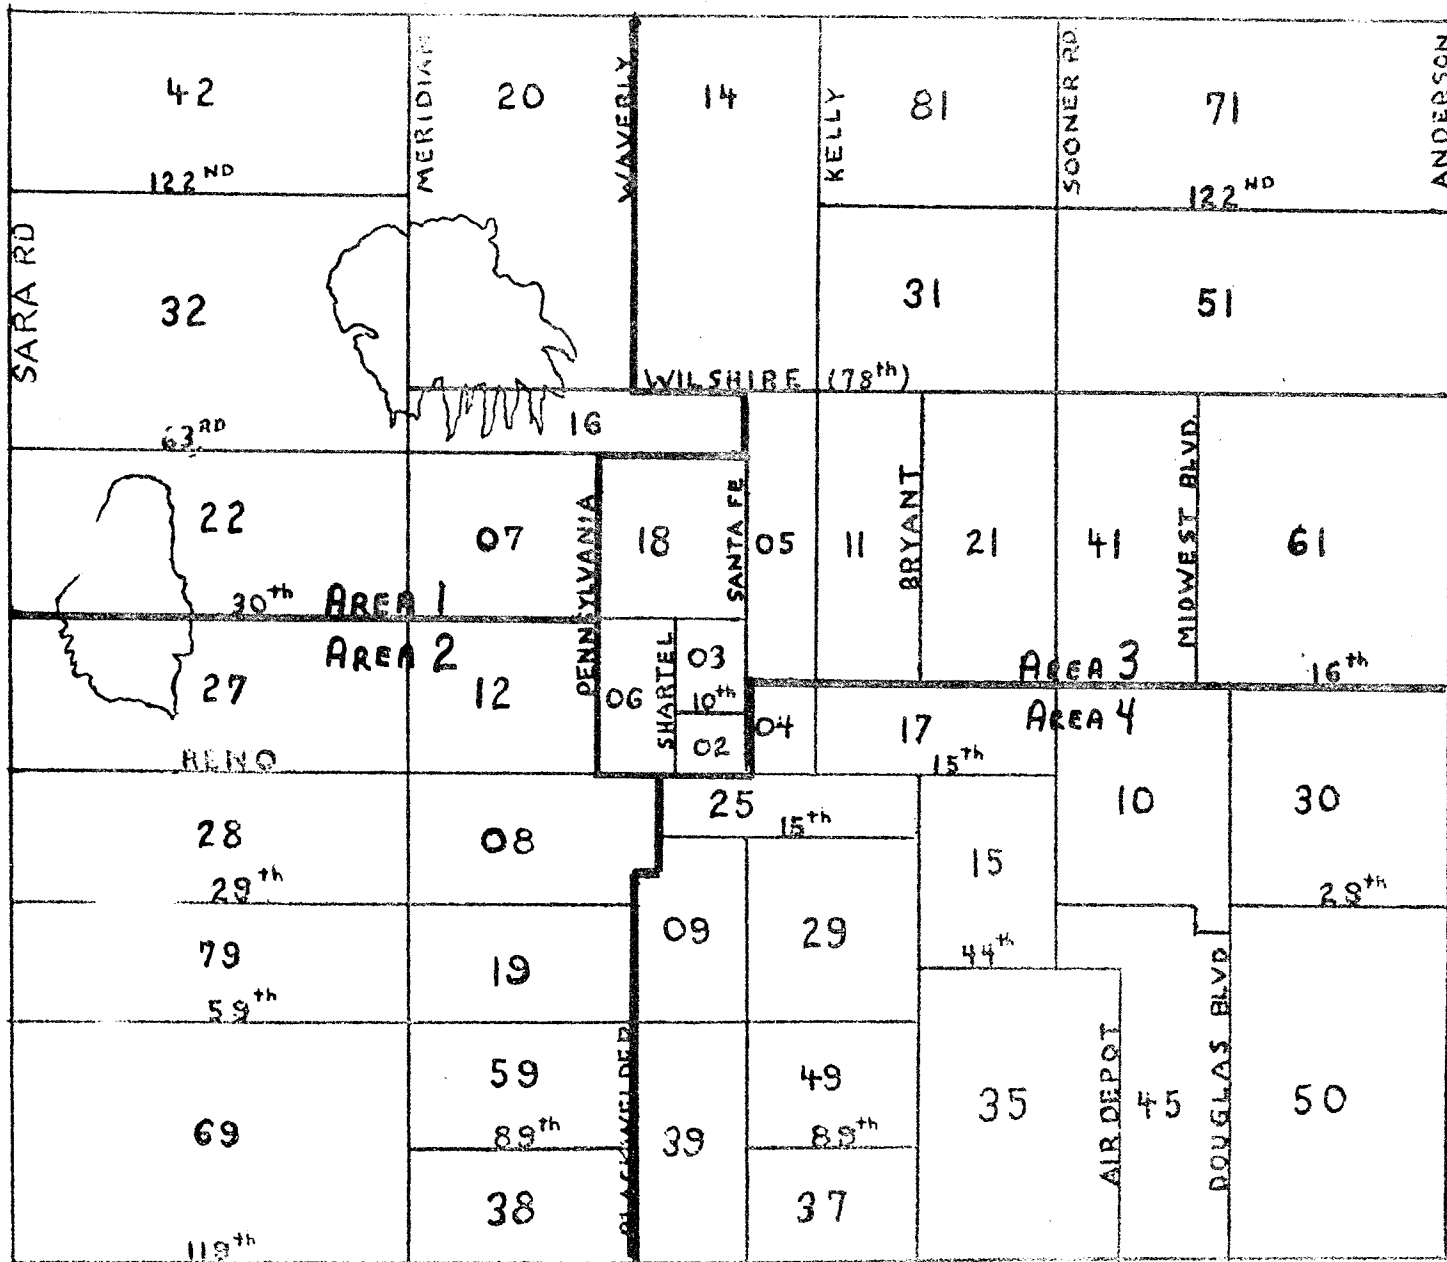 42
20
14
81
71
MERIDIAN
WAVERLY
KELLY
SOONER RD.
ANDERSON
122ND
122ND
SARA RD
32
31
51
WILSHIRE (78th)
63RD
16
22
07
18
05
11
21
41
61
PENNSYLVANIA
SANTA FE
BRYANT
MIDWEST BLVD.
30th
AREA 1
AREA 2
27
12
06
SHARTEL
03
10th
02
AREA 3
16th
AREA 4
04
17
15th
RENO
25
15th
10
30
28
08
29th
15
28th
09
29
44th
79
19
59th
59
49
BLACKWELDER
69
89th
39
89th
35
AIR DEPOT
45
DOUGLAS BLVD
50
38
37
119th